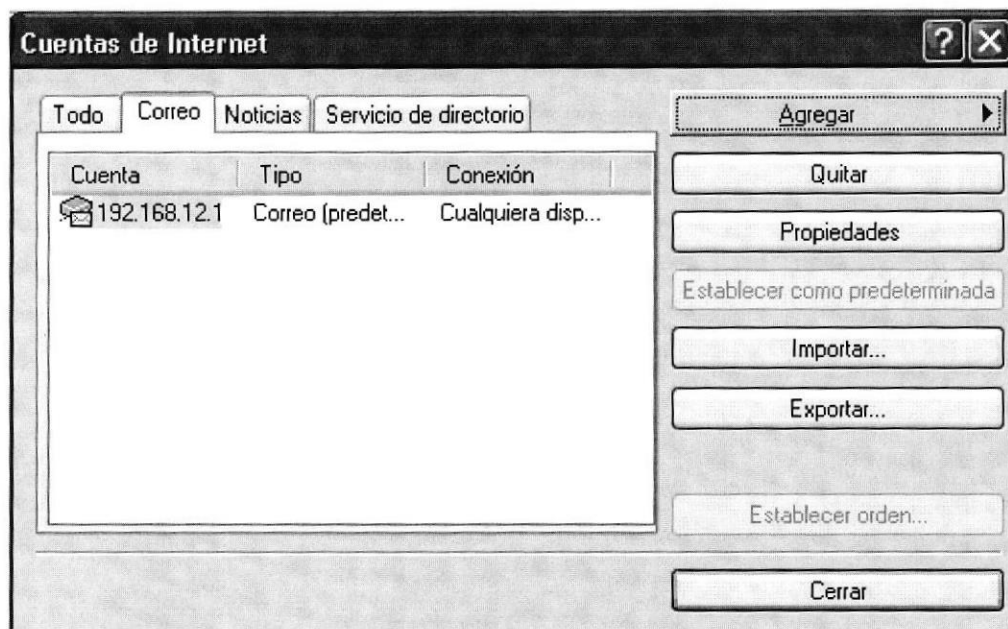 Cuentas de Internet
Todo Correo Noticias Servicio de directorio
Cuenta Tipo Conexión
192.168.12.1 Correo (predet... Cualquiera disp...
Agregar
Quitar
Propiedades
Establecer como predeterminada
Importar...
Exportar...
Establecer orden...
Cerrar